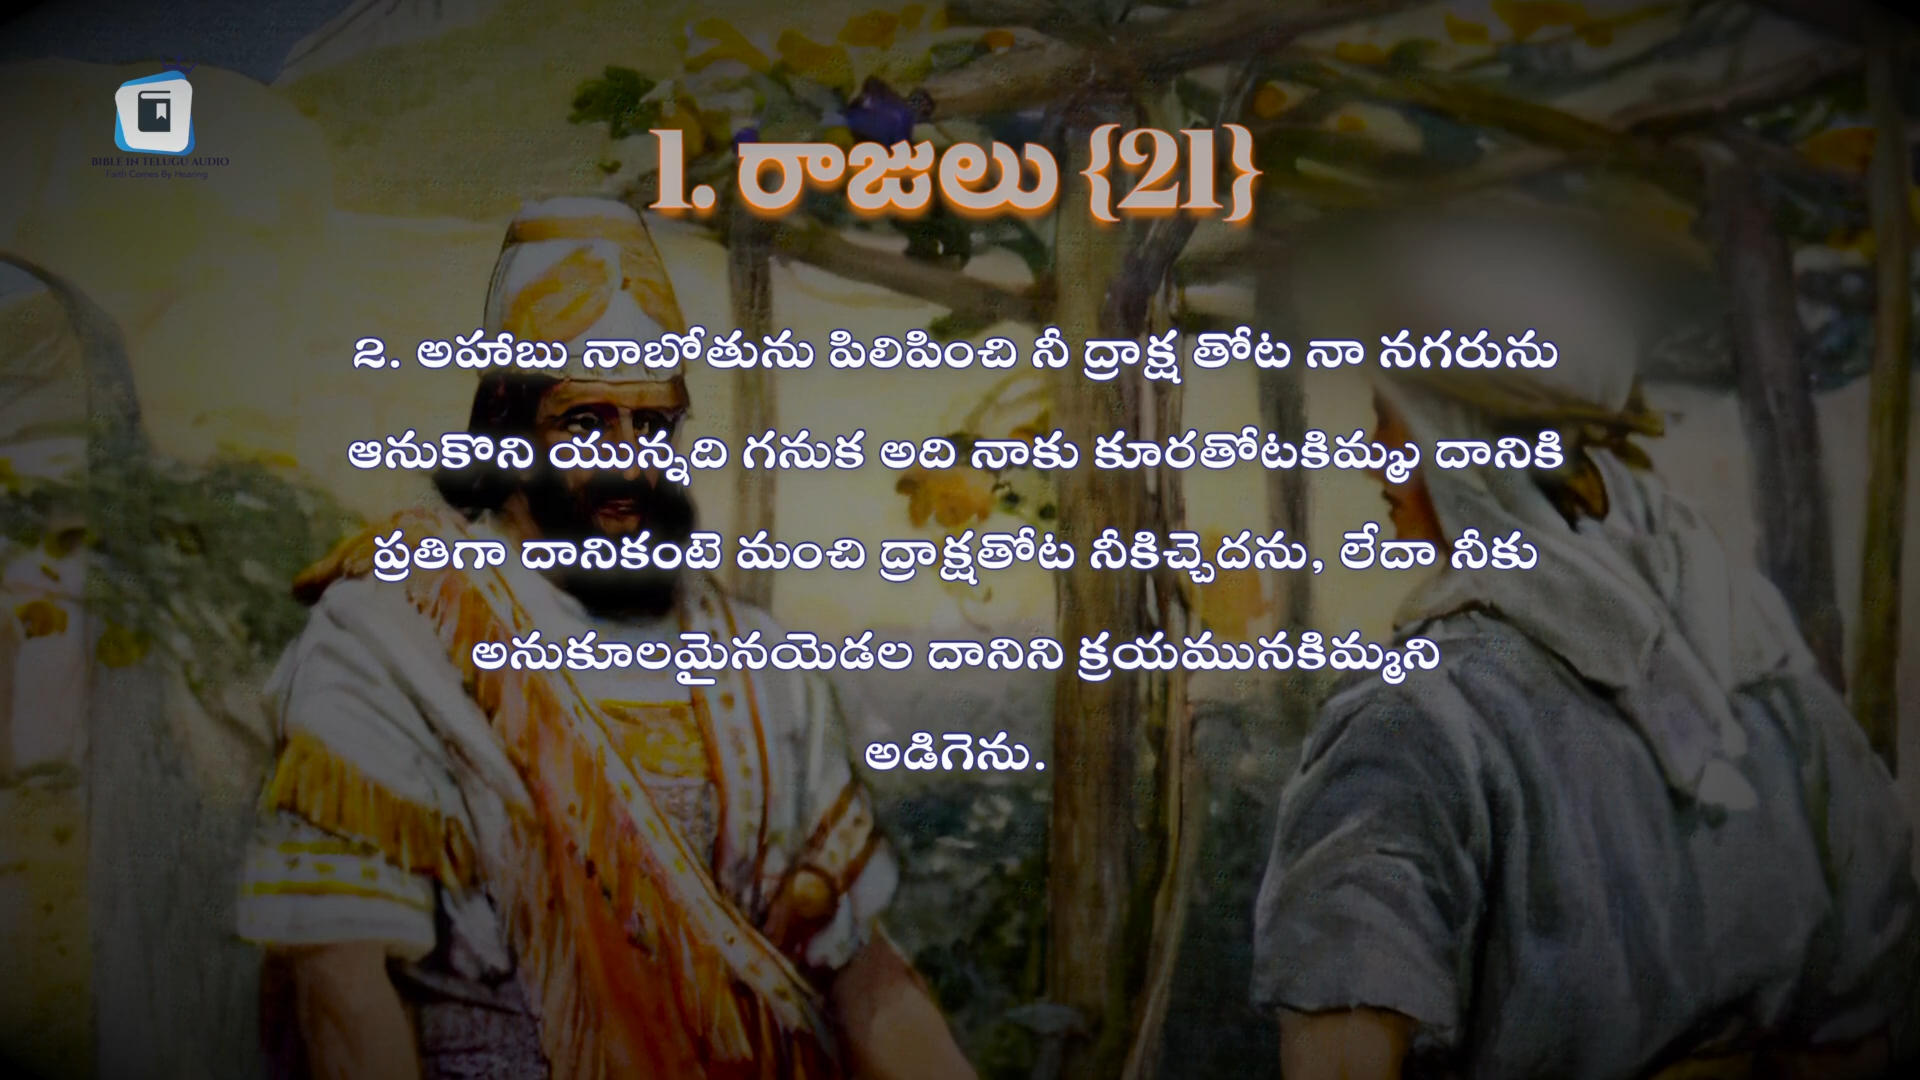 BIBLE IN TELUGU AUDIO
Faith Comes By Hearing
1. రాజులు {21}
2. అహాబు నాబోతును పిలిపించి నీ ద్రాక్ష తోట నా నగరును
ఆనుకొని యున్నది గనుక అది నాకు కూరతోటకిమ్ము దానికి
ప్రతిగా దానికంటె మంచి ద్రాక్షతోట నీకిచ్చెదను, లేదా నీకు
అనుకూలమైనయెడల దానిని క్రయమునకిమ్మని
అడిగెను.